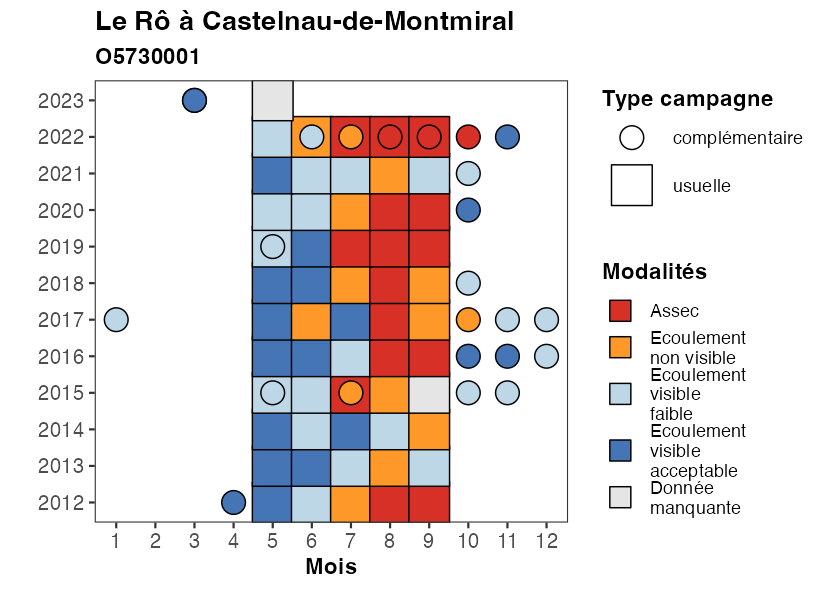 Le Rô à Castelnau-de-Montmiral
O5730001
2023
2022
2021
2020
2019
2018
2017
2016
2015
2014
2013
2012
1 2 3 4 5 6 7 8 9 10 11 12
Mois
Type campagne
complémentaire
usuelle
Modalités
Assec
Ecoulement
non visible
Ecoulement
visible
faible
Ecoulement
visible
acceptable
Donnée
manquante